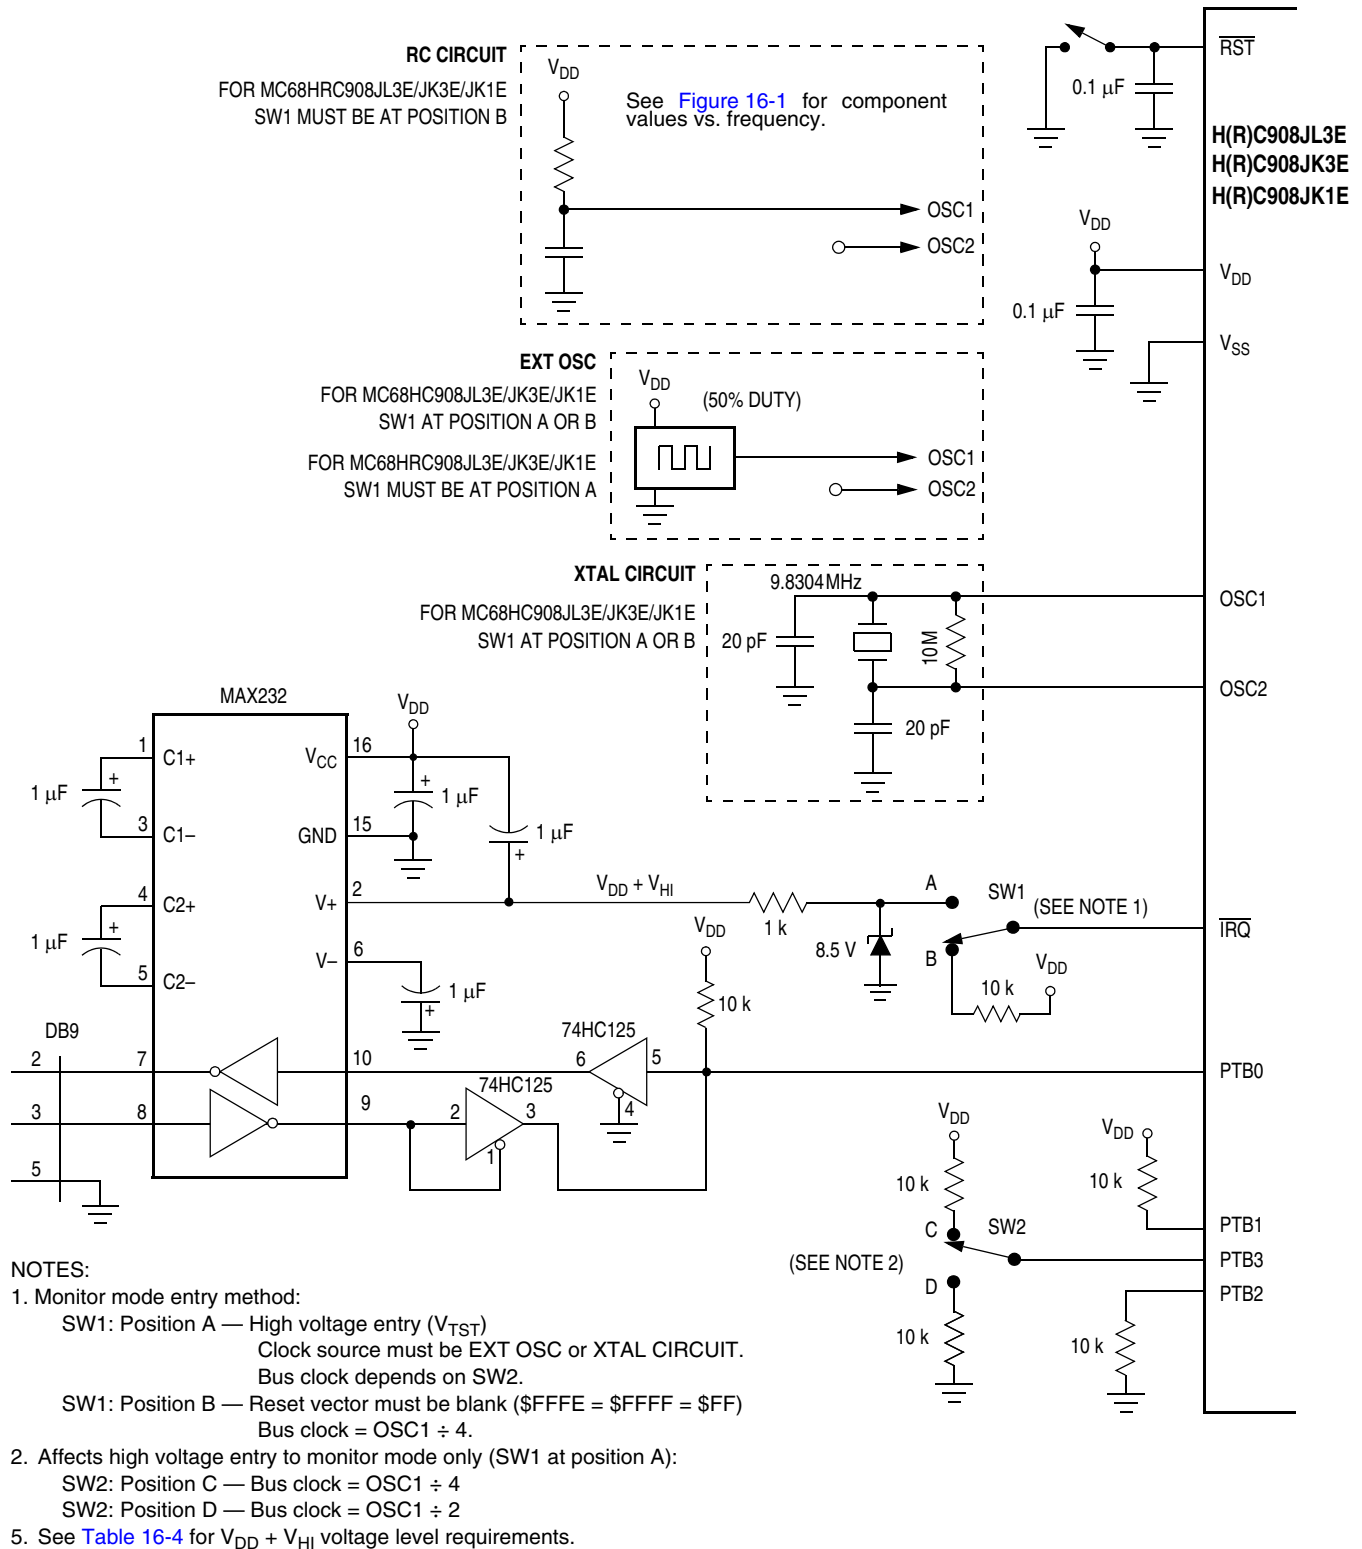 RC CIRCUIT
FOR MC68HRC908JL3E/JK3E/JK1E
SW1 MUST BE AT POSITION B
VDD
See Figure 16-1 for component
values vs. frequency.
OSC1
OSC2
RST
0.1 µF
H(R)C908JL3E
H(R)C908JK3E
H(R)C908JK1E
VDD
VDD
0.1 µF
VSS
EXT OSC
FOR MC68HC908JL3E/JK3E/JK1E
SW1 AT POSITION A OR B
FOR MC68HRC908JL3E/JK3E/JK1E
SW1 MUST BE AT POSITION A
VDD
(50% DUTY)
OSC1
OSC2
XTAL CIRCUIT
FOR MC68HC908JL3E/JK3E/JK1E
SW1 AT POSITION A OR B
9.8304MHz
20 pF
10M
20 pF
OSC1
OSC2
MAX232
VDD
1
C1+
VCC
16
1 µF
+
+
1 µF
3
C1–
GND
15
1 µF
+
4
C2+
V+
2
VDD + VHI
1 k
A
SW1
(SEE NOTE 1)
IRQ
1 µF
+
5
C2–
V–
6
1 µF
+
VDD
10 k
8.5 V
B
VDD
10 k
DB9
2
7
10
74HC125
6
5
4
PTB0
3
8
9
74HC125
2
3
1
5
VDD
10 k
C
SW2
(SEE NOTE 2)
D
10 k
VDD
10 k
PTB1
PTB3
PTB2
10 k
NOTES:
1. Monitor mode entry method:
SW1: Position A — High voltage entry (VTST)
Clock source must be EXT OSC or XTAL CIRCUIT.
Bus clock depends on SW2.
SW1: Position B — Reset vector must be blank ($FFFE = $FFFF = $FF)
Bus clock = OSC1 ÷ 4.
2. Affects high voltage entry to monitor mode only (SW1 at position A):
SW2: Position C — Bus clock = OSC1 ÷ 4
SW2: Position D — Bus clock = OSC1 ÷ 2
5. See Table 16-4 for VDD + VHI voltage level requirements.